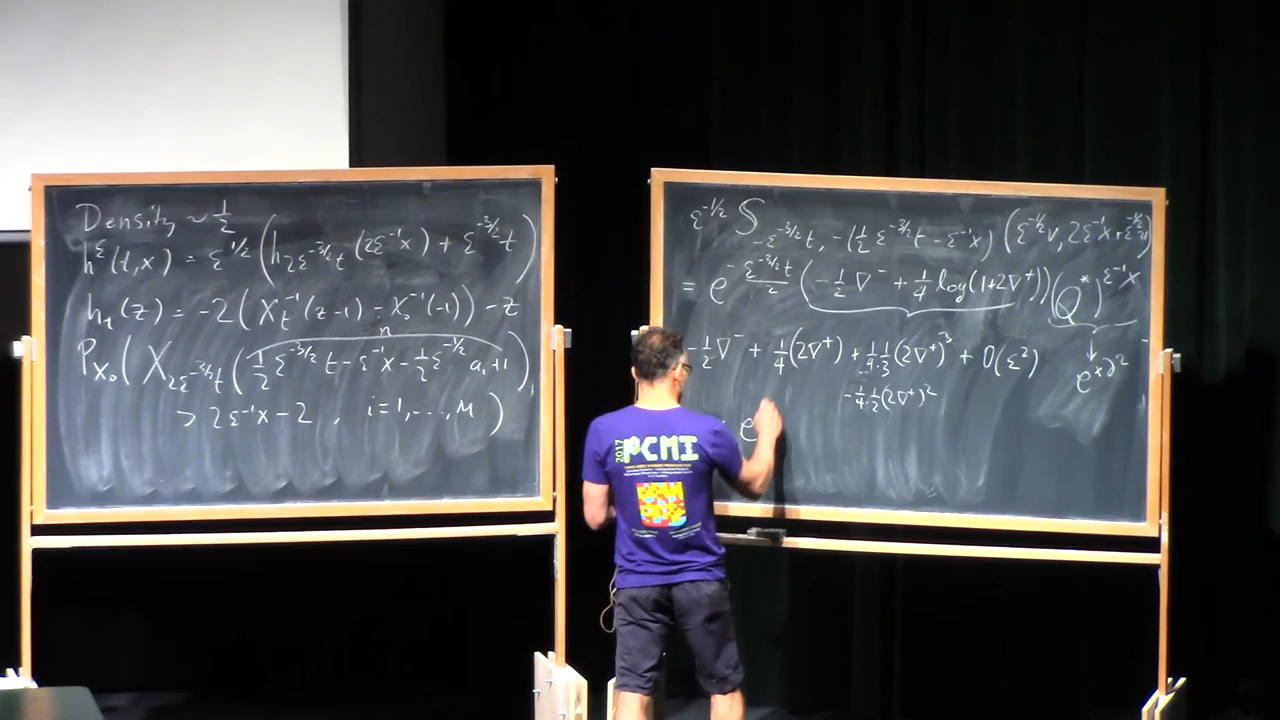 Density ~ 1/2
h^ε(t,x) = ε^{1/2} (h_{2ε^{-3/2}t}(2ε^{-1}x) + ε^{-3/2}t)
h_t(z) = -2(X_t^{-1}(z-1) - X_0^{-1}(-1)) - z
n
P_{X_0}(X_{2ε^{-3/2}t}(1/2 ε^{-3/2}t - ε^{-1}x - 1/2 ε^{-1/2}a_i + 1)
> 2ε^{-1}x - 2 , i=1,...,M)
ε^{-1/2} S_{-ε^{-3/2}t, -(1/2 ε^{-3/2}t - ε^{-1}x)} (ε^{-1/2}v, 2ε^{-1}x + ε^{-1/2}
= e^{-ε^{-3/2}t/2 (-1/2 ∇^- + 1/4 log(1+2∇^+))} (Q^*)^{ε^{-1}x}
-1/2 ∇^- + 1/4(2∇^+) + 1/4·1/3(2∇^+)^3 + O(ε^2)
-1/4·1/2(2∇^+)^2
e^{x∂^2}
e
2017
PCMI